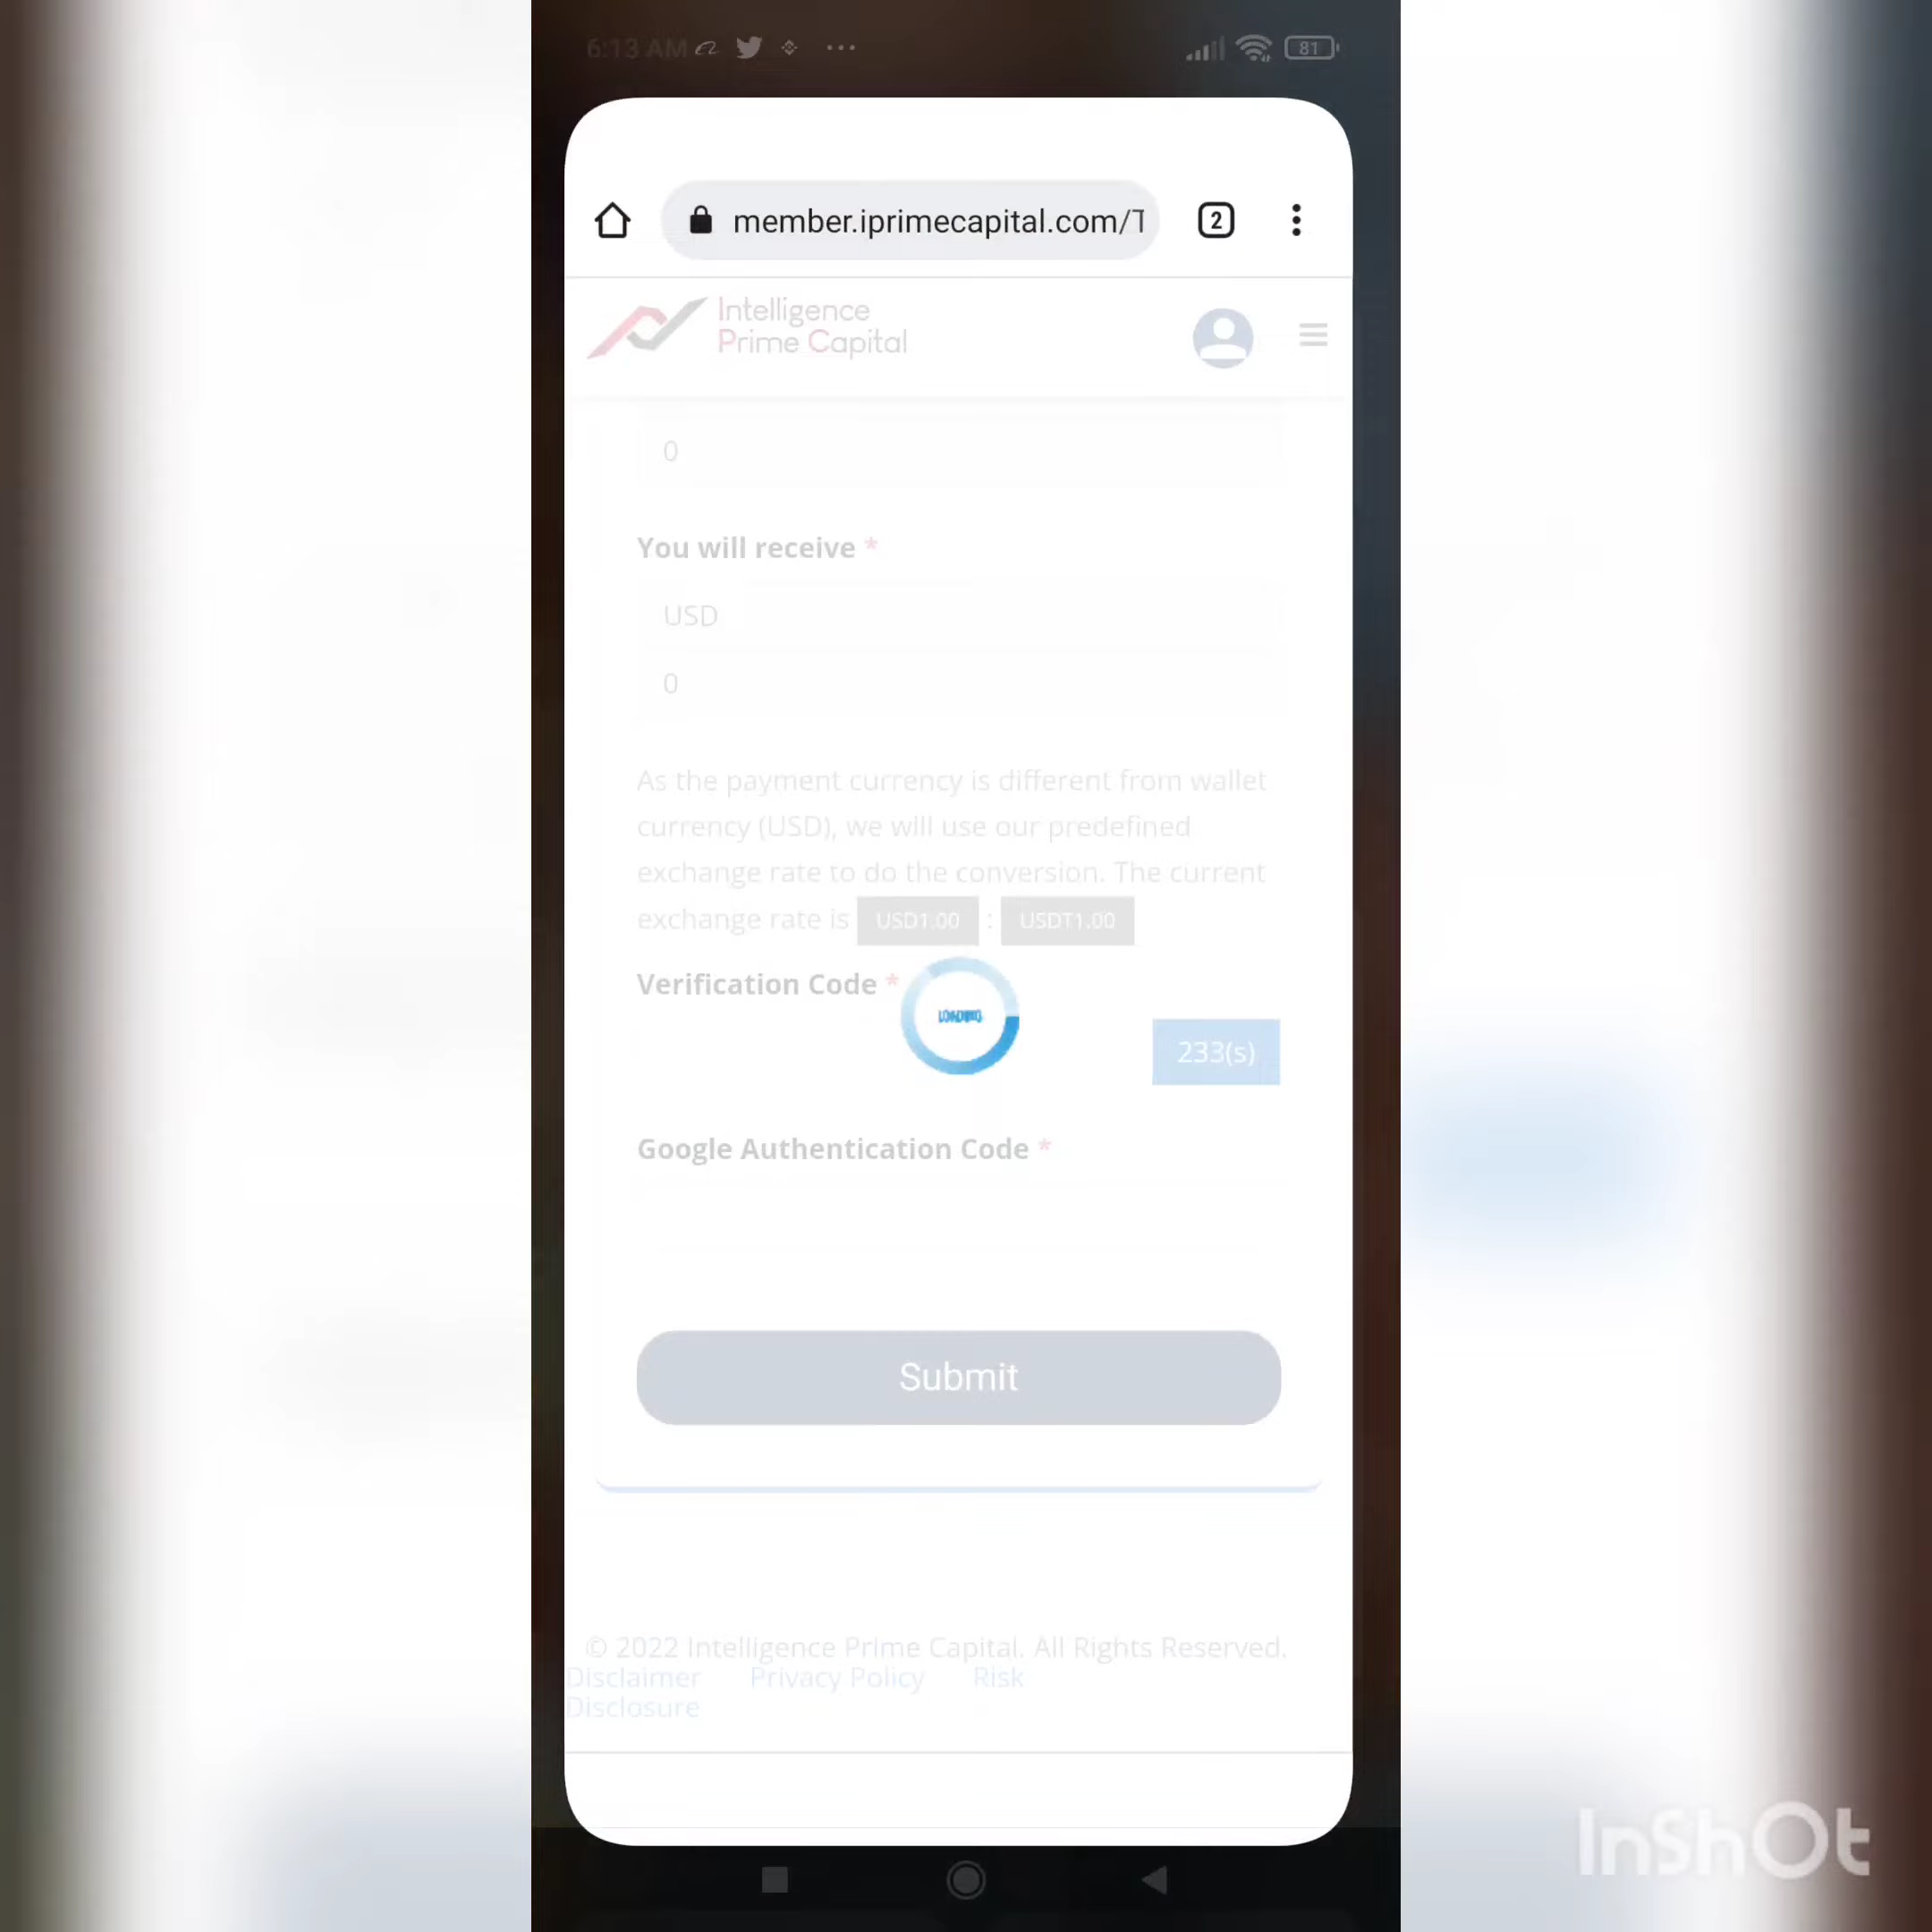 6:13 AM
81
member.iprimecapital.com/T
2
Intelligence
Prime Capital
0
You will receive *
USD
0
As the payment currency is different from wallet
currency (USD), we will use our predefined
exchange rate to do the conversion. The current
exchange rate is USD1.00 : USDT1.00
Verification Code *
LOADING
233(s)
Google Authentication Code *
Submit
© 2022 Intelligence Prime Capital. All Rights Reserved.
Disclaimer Privacy Policy Risk
Disclosure
InShOt